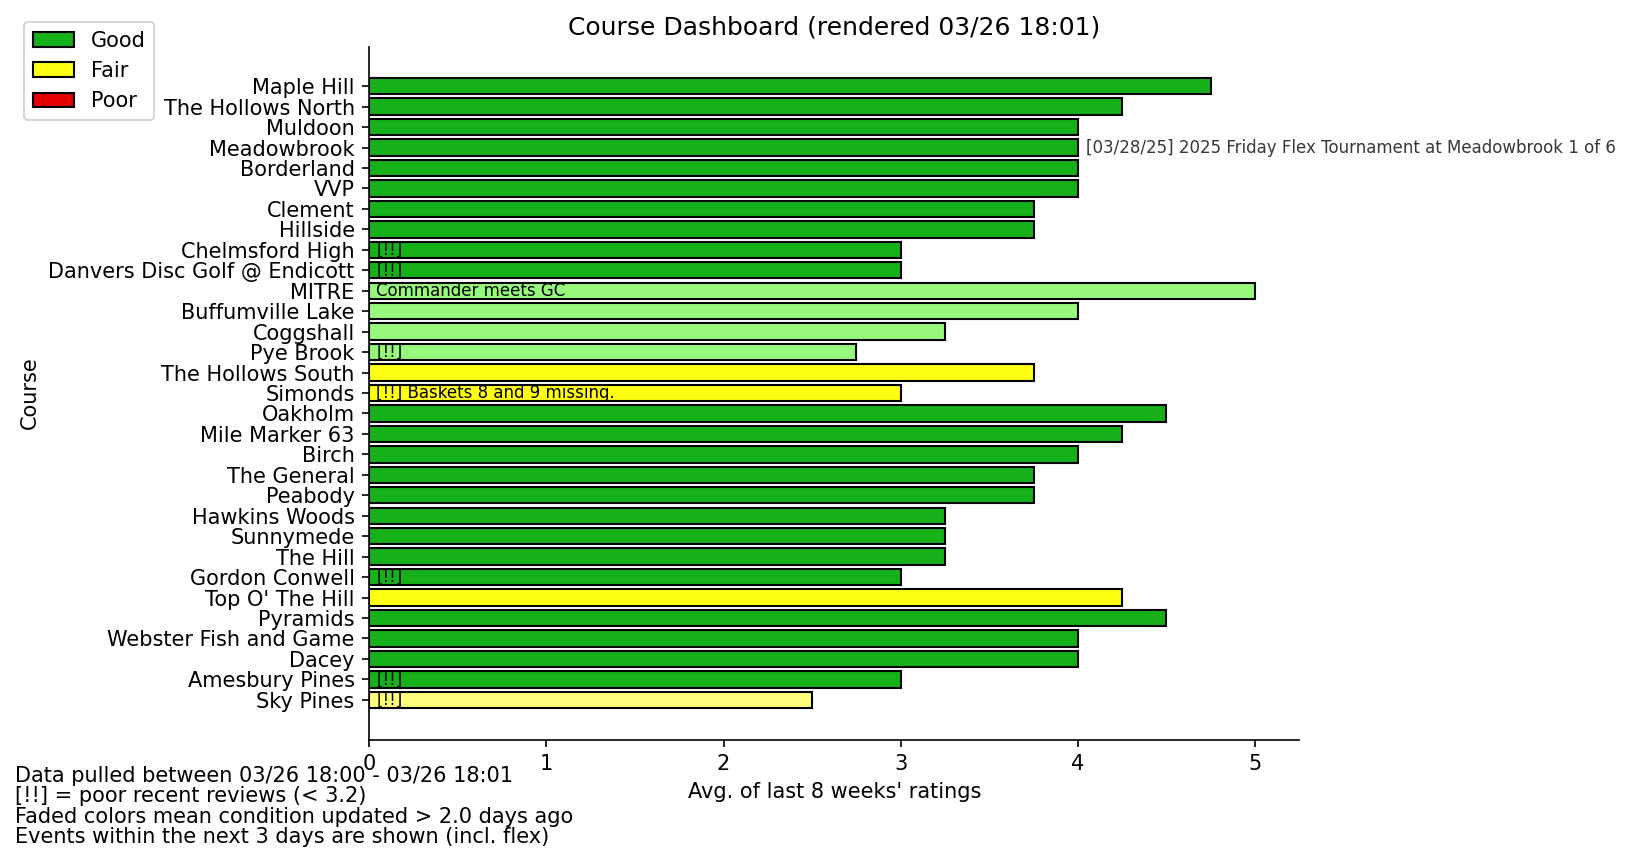 Course Dashboard (rendered 03/26 18:01)
Good
Fair
Poor
Course
Maple Hill
The Hollows North
Muldoon
Meadowbrook [03/28/25] 2025 Friday Flex Tournament at Meadowbrook 1 of 6
Borderland
VVP
Clement
Hillside
Chelmsford High [!!]
Danvers Disc Golf @ Endicott [!!]
MITRE Commander meets GC
Buffumville Lake
Coggshall
Pye Brook [!!]
The Hollows South
Simonds [!!] Baskets 8 and 9 missing.
Oakholm
Mile Marker 63
Birch
The General
Peabody
Hawkins Woods
Sunnymede
The Hill
Gordon Conwell [!!]
Top O' The Hill
Pyramids
Webster Fish and Game
Dacey
Amesbury Pines [!!]
Sky Pines [!!]
0 1 2 3 4 5
Avg. of last 8 weeks' ratings
Data pulled between 03/26 18:00 - 03/26 18:01
[!!] = poor recent reviews (< 3.2)
Faded colors mean condition updated > 2.0 days ago
Events within the next 3 days are shown (incl. flex)